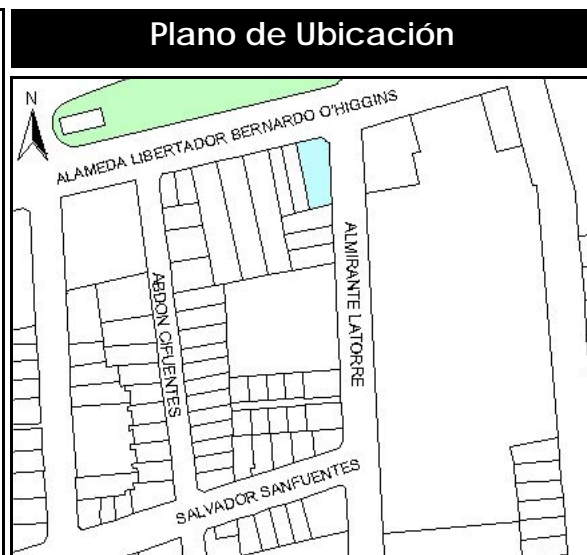 Plano de Ubicación
N
ALAMEDA LIBERTADOR BERNARDO O'HIGGINS
ABDON CIFUENTES
ALMIRANTE LATORRE
SALVADOR SANFUENTES